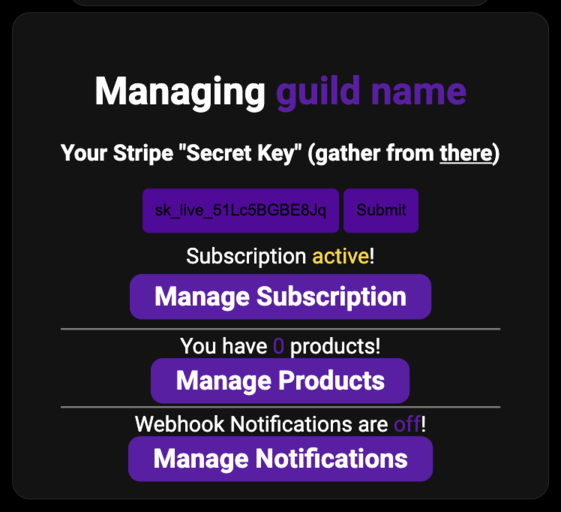 Managing guild name
Your Stripe "Secret Key" (gather from there)
sk_live_51Lc5BGBE8Jq Submit
Subscription active!
Manage Subscription
You have 0 products!
Manage Products
Webhook Notifications are off!
Manage Notifications